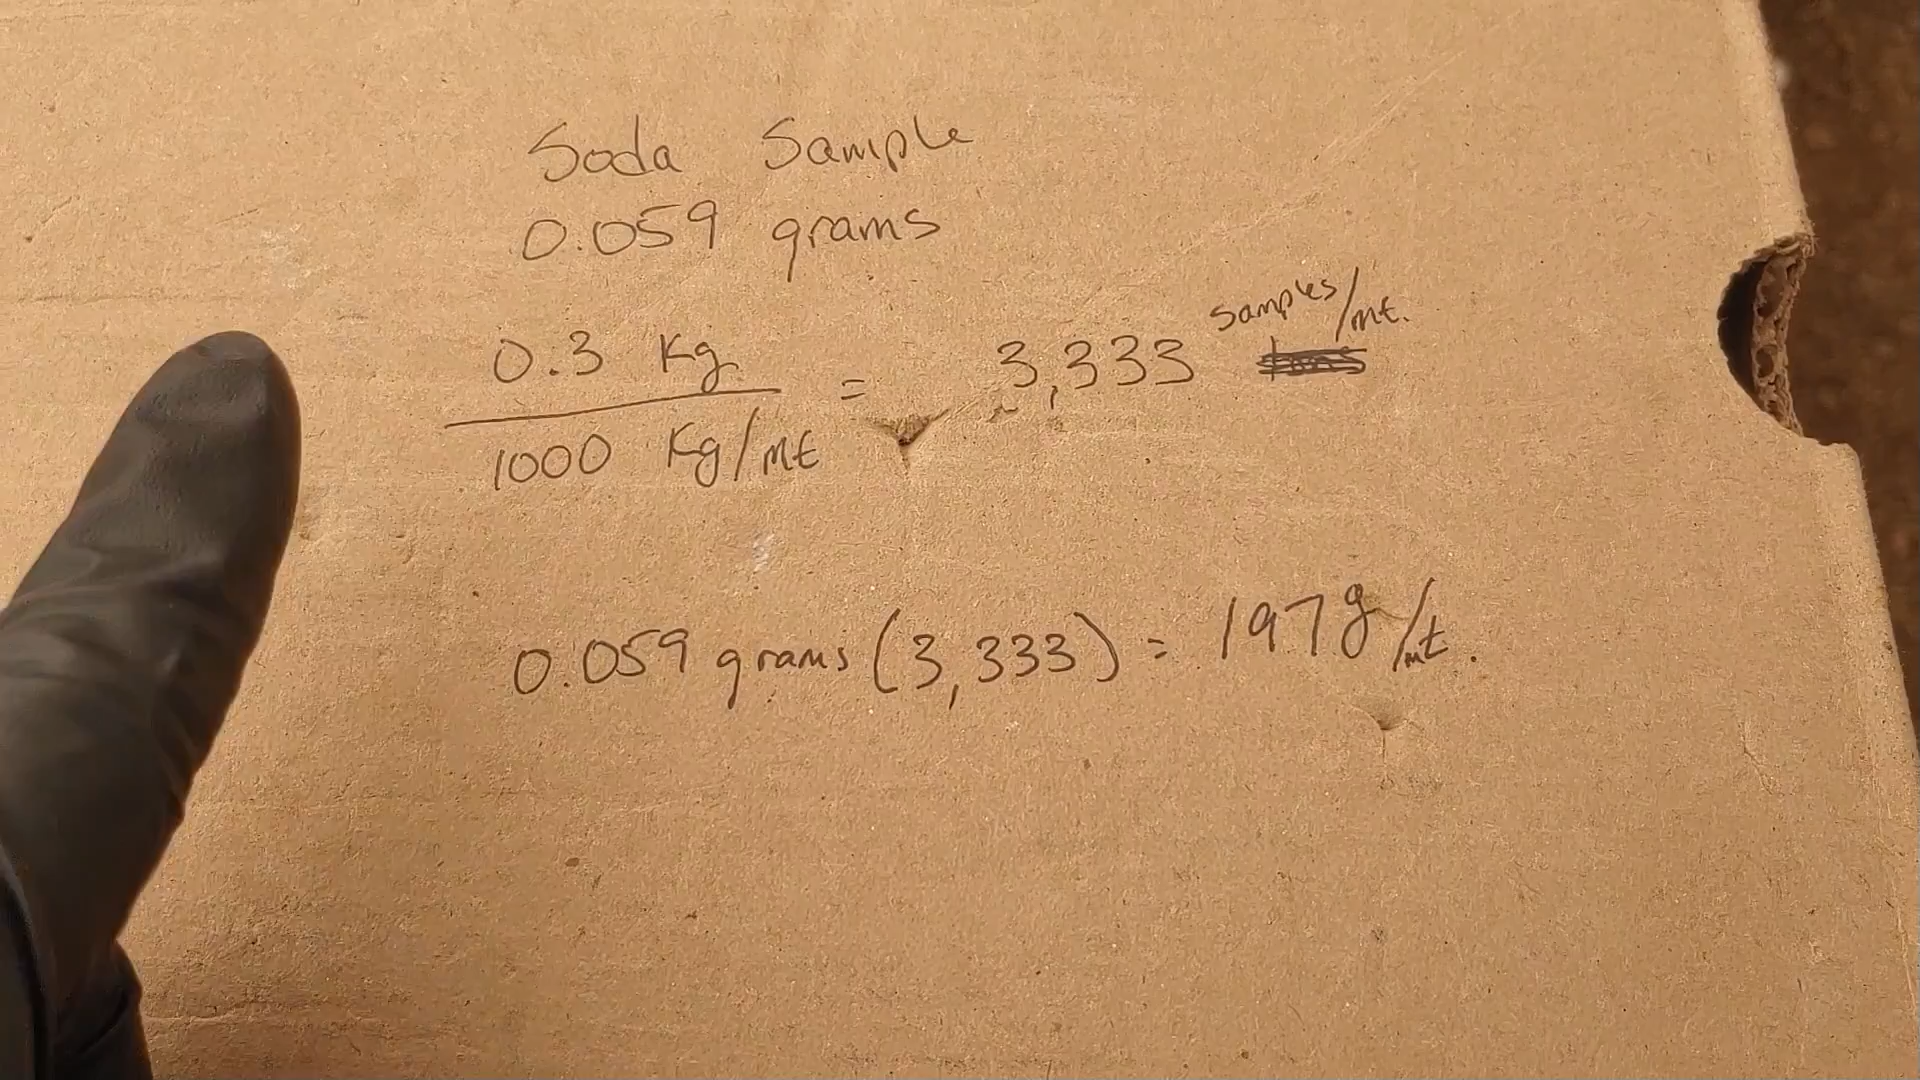 Soda Sample
0.059 grams
0.3 Kg
1000 Kg/mt
= 3,333 samples/mt.
0.059 grams (3,333) = 197 g/mt.